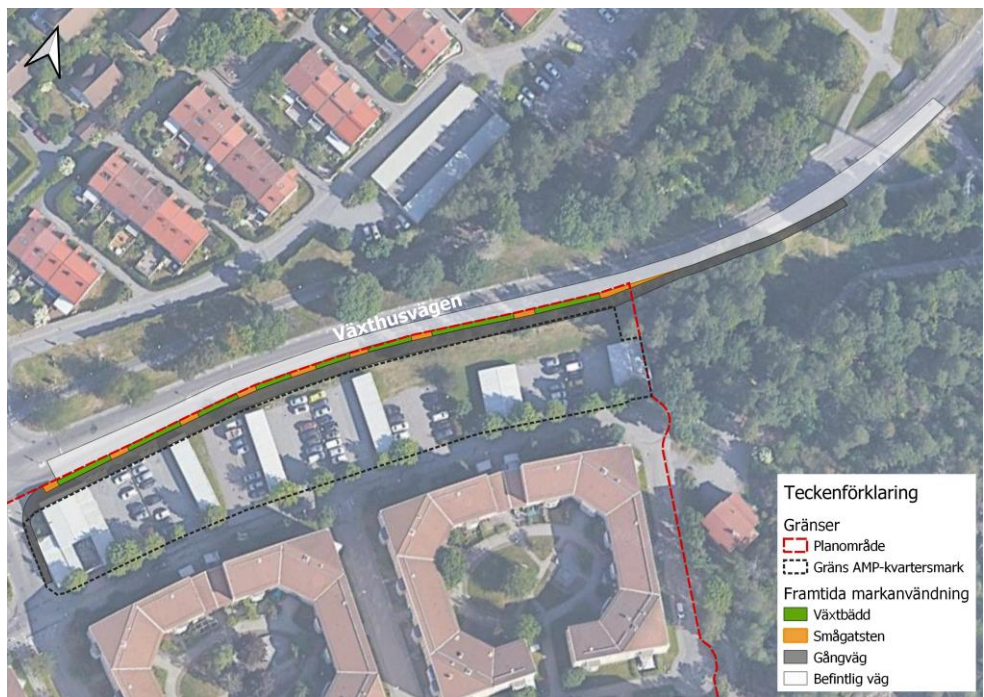 Växthusvägen
Teckenförklaring
Gränser
Planområde
Gräns AMP-kvartersmark
Framtida markanvändning
Växtbädd
Smågatsten
Gångväg
Befintlig väg